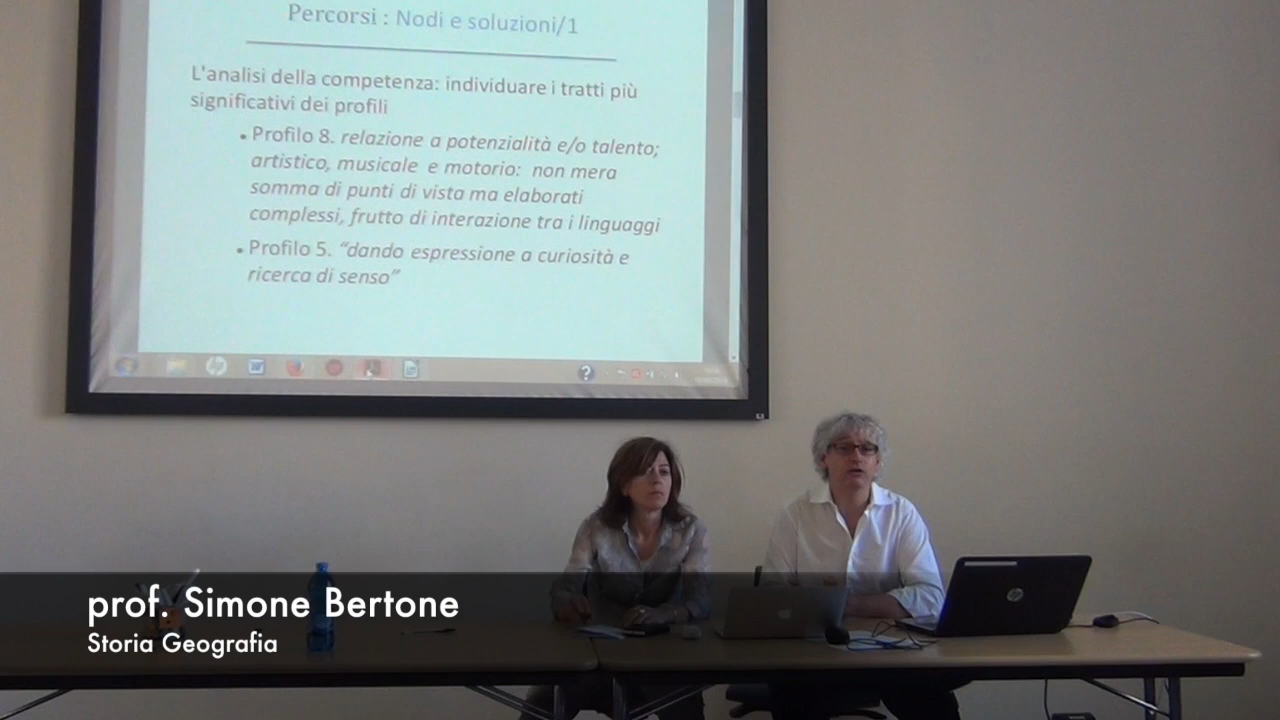 Percorsi : Nodi e soluzioni/1
L'analisi della competenza: individuare i tratti più
significativi dei profili
• Profilo 8. relazione a potenzialità e/o talento;
artistico, musicale e motorio: non mera
somma di punti di vista ma elaborati
complessi, frutto di interazione tra i linguaggi
• Profilo 5. “dando espressione a curiosità e
ricerca di senso”
prof. Simone Bertone
Storia Geografia